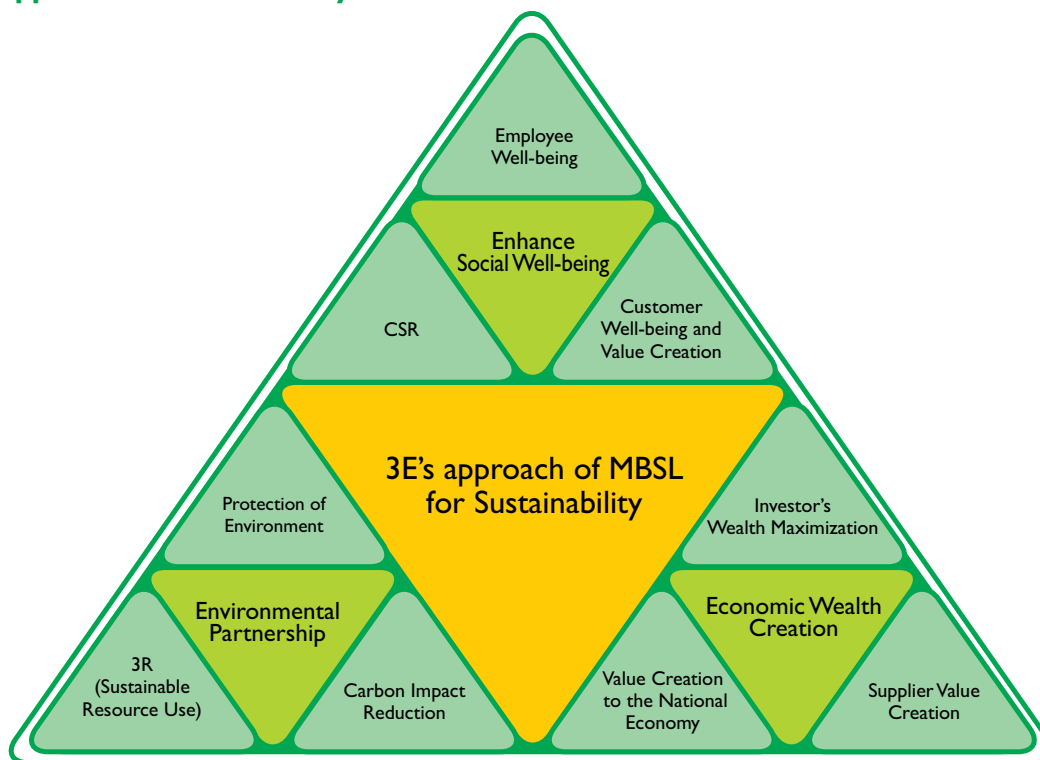 Employee
Well-being
Enhance
Social Well-being
CSR
Customer
Well-being and
Value Creation
3E's approach of MBSL
for Sustainability
Protection of
Environment
Investor's
Wealth Maximization
Environmental
Partnership
Economic Wealth
Creation
3R
(Sustainable
Resource Use)
Carbon Impact
Reduction
Value Creation
to the National
Economy
Supplier Value
Creation